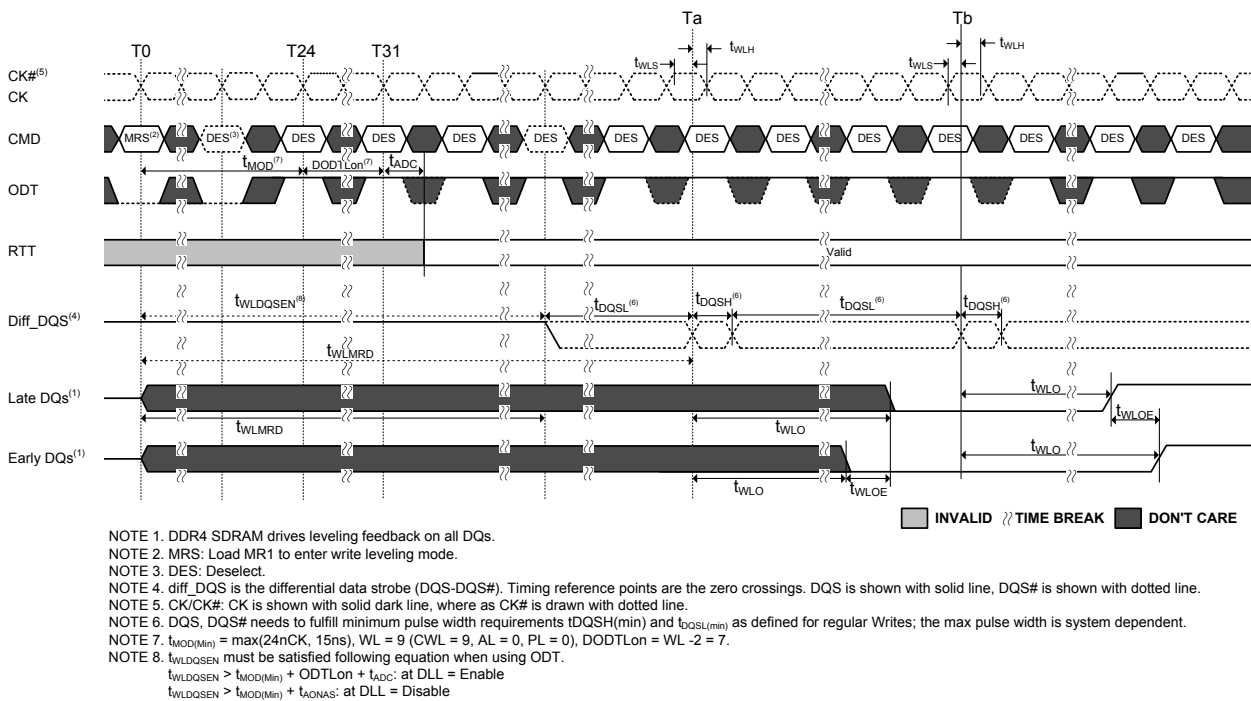 Ta Tb
T0 T24 T31 tWLH tWLH
tWLS tWLS
CK#(5)
CK
CMD MRS(2) DES(3) DES DES DES DES DES DES DES DES DES DES DES
tMOD(7) DODTLon(7) tADC
ODT
RTT Valid
tWLDQSEN(8) tDQSL(6) tDQSH(6) tDQSL(6) tDQSH(6)
Diff_DQS(4)
tWLMRD
tWLO
Late DQs(1)
tWLMRD tWLO tWLOE
tWLO
Early DQs(1)
tWLO tWLOE
INVALID TIME BREAK DON'T CARE
NOTE 1. DDR4 SDRAM drives leveling feedback on all DQs.
NOTE 2. MRS: Load MR1 to enter write leveling mode.
NOTE 3. DES: Deselect.
NOTE 4. diff_DQS is the differential data strobe (DQS-DQS#). Timing reference points are the zero crossings. DQS is shown with solid line, DQS# is shown with dotted line.
NOTE 5. CK/CK#: CK is shown with solid dark line, where as CK# is drawn with dotted line.
NOTE 6. DQS, DQS# needs to fulfill minimum pulse width requirements tDQSH(min) and tDQSL(min) as defined for regular Writes; the max pulse width is system dependent.
NOTE 7. tMOD(Min) = max(24nCK, 15ns), WL = 9 (CWL = 9, AL = 0, PL = 0), DODTLon = WL -2 = 7.
NOTE 8. tWLDQSEN must be satisfied following equation when using ODT.
tWLDQSEN > tMOD(Min) + ODTLon + tADC: at DLL = Enable
tWLDQSEN > tMOD(Min) + tAONAS: at DLL = Disable